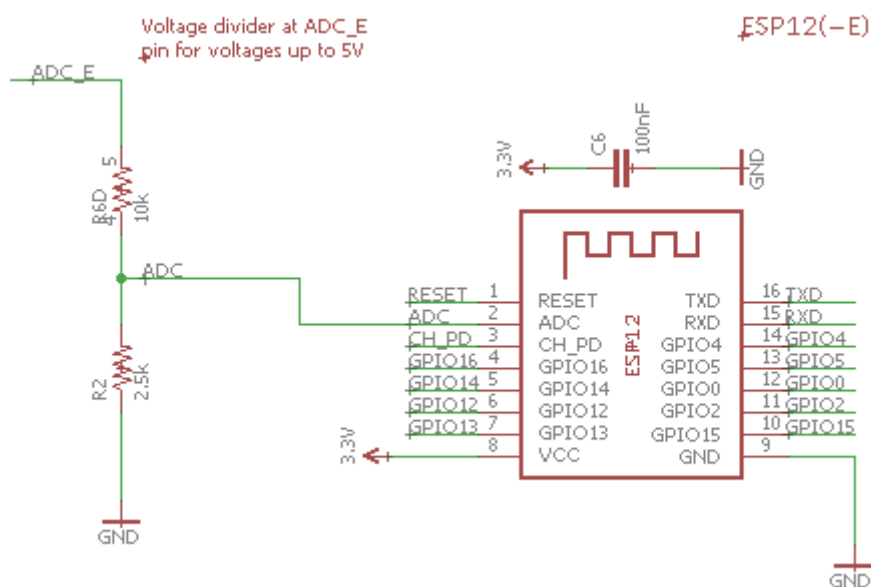 Voltage divider at ADC_E
pin for voltages up to 5V
ESP12(-E)
ADC_E
5
R6D
4
10k
ADC
R2
2.5k
GND
3.3V
C6
100nF
GND
RESET 1 RESET TXD 16 TXD
ADC 2 ADC RXD 15 RXD
CH_PD 3 CH_PD GPIO4 14 GPIO4
GPIO16 4 GPIO16 GPIO5 13 GPIO5
GPIO14 5 GPIO14 GPIO0 12 GPIO0
GPIO12 6 GPIO12 GPIO2 11 GPIO2
GPIO13 7 GPIO13 GPIO15 10 GPIO15
3.3V 8 VCC GND 9
ESP12
GND